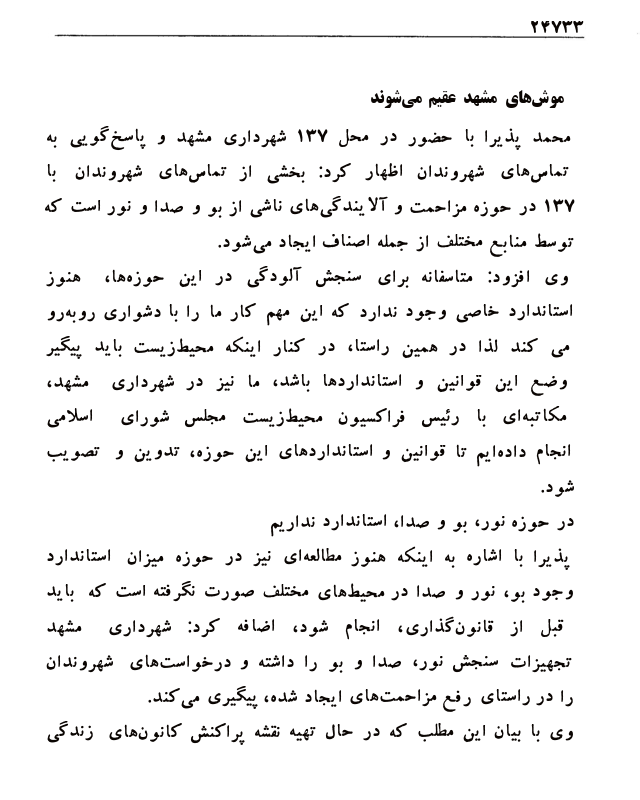 ۲۴۷۳۳
موش‌های مشهد عقیم می‌شوند
محمد پذیرا با حضور در محل ۱۳۷ شهرداری مشهد و پاسخ‌گویی به
تماس‌های شهروندان اظهار کرد: بخشی از تماس‌های شهروندان با
۱۳۷ در حوزه مزاحمت و آلایندگی‌های ناشی از بو و صدا و نور است که
توسط منابع مختلف از جمله اصناف ایجاد می‌شود.
وی افزود: متاسفانه برای سنجش آلودگی در این حوزه‌ها، هنوز
استاندارد خاصی وجود ندارد که این مهم کار ما را با دشواری روبه‌رو
می کند لذا در همین راستا، در کنار اینکه محیط‌زیست باید پیگیر
وضع این قوانین و استانداردها باشد، ما نیز در شهرداری مشهد،
مکاتبه‌ای با رئیس فراکسیون محیط‌زیست مجلس شورای اسلامی
انجام داده‌ایم تا قوانین و استانداردهای این حوزه، تدوین و تصویب
شود.
در حوزه نور، بو و صدا، استاندارد نداریم
پذیرا با اشاره به اینکه هنوز مطالعه‌ای نیز در حوزه میزان استاندارد
وجود بو، نور و صدا در محیط‌های مختلف صورت نگرفته است که باید
قبل از قانون‌گذاری، انجام شود، اضافه کرد: شهرداری مشهد
تجهیزات سنجش نور، صدا و بو را داشته و درخواست‌های شهروندان
را در راستای رفع مزاحمت‌های ایجاد شده، پیگیری می‌کند.
وی با بیان این مطلب که در حال تهیه نقشه پراکنش کانون‌های زندگی